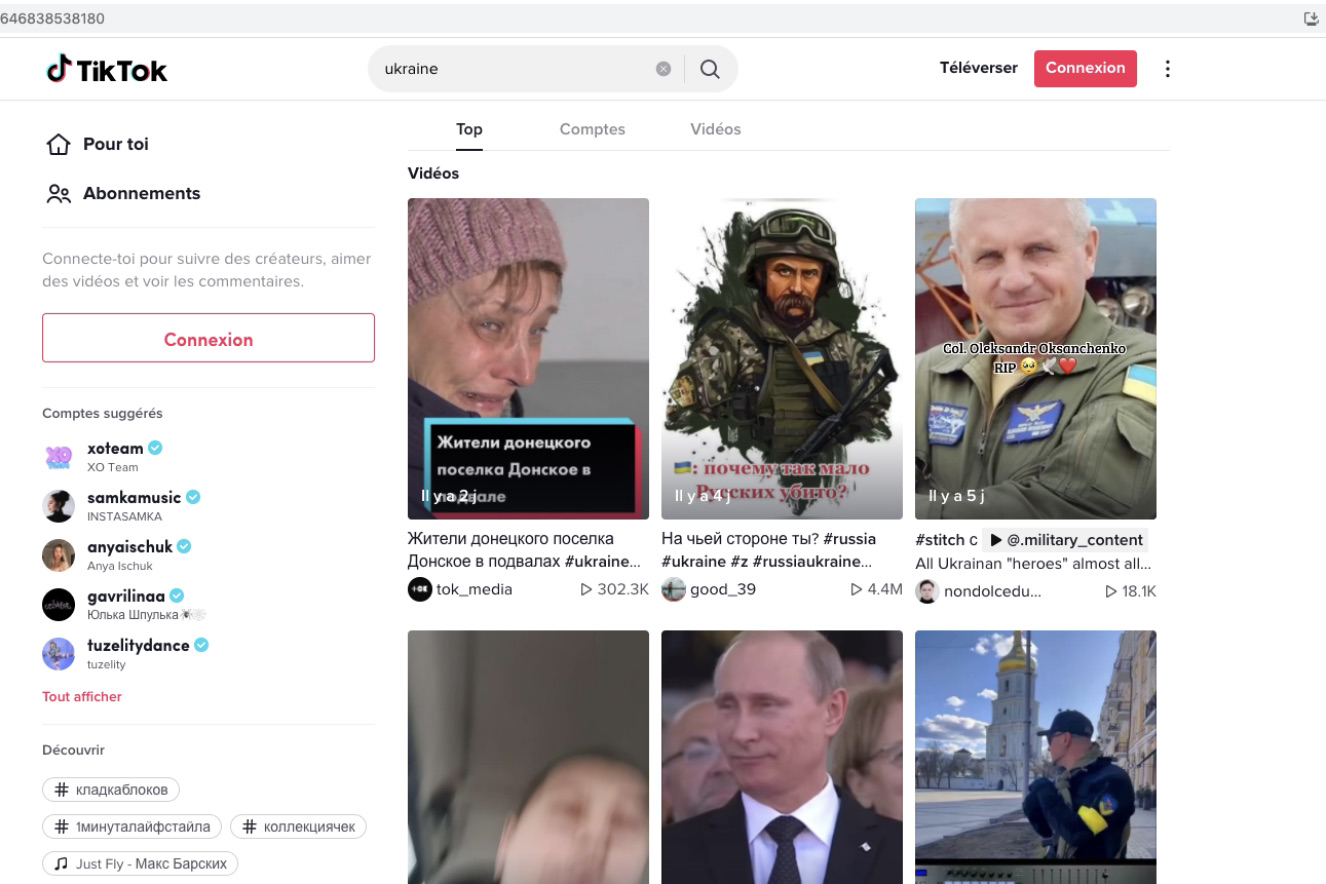 646838538180
TikTok
ukraine
Téléverser
Connexion
Pour toi
Abonnements
Connecte-toi pour suivre des créateurs, aimer
des vidéos et voir les commentaires.
Connexion
Comptes suggérés
xoteam
XO Team
samkamusic
INSTASAMKA
anyaischuk
Anya Ischuk
gavrilinaa
Юлька Шпулька🕷🕸
tuzelitydance
tuzelity
Tout afficher
Découvrir
# кладкаблоков
# 1минуталайфстайла
# коллекциячек
Just Fly - Макс Барских
Top
Comptes
Vidéos
Vidéos
Жители донецкого
поселка Донское в
подвале
Il y a 2 j
Жители донецкого поселка
Донское в подвалах #ukraine...
tok_media
302.3K
🇺🇦: почему так мало
Русских убито?
Il y a 4 j
На чьей стороне ты? #russia
#ukraine #z #russiaukraine...
good_39
4.4M
Col. Oleksandr Oksanchenko
RIP 🥺🕊❤️
Il y a 5 j
#stitch с ▶ @.military_content
All Ukrainan "heroes" almost all...
nondolcedu...
18.1K